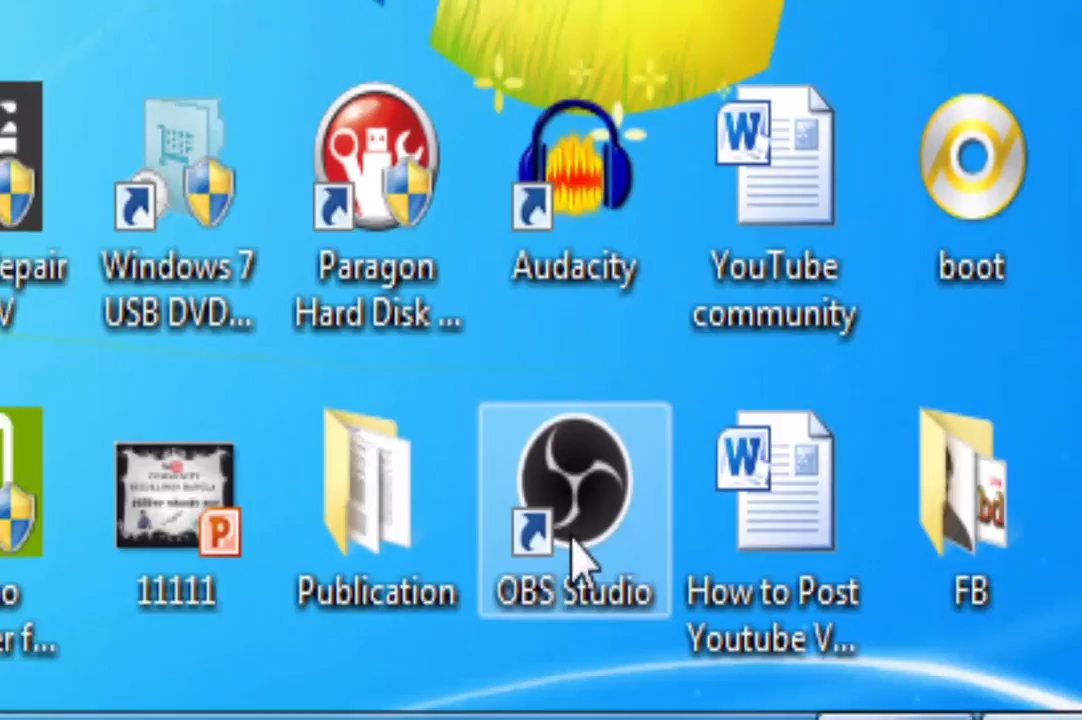 epair
V
Windows 7
USB DVD...
Paragon
Hard Disk ...
Audacity
YouTube
community
boot
o
er f...
11111
Publication
OBS Studio
How to Post
Youtube V...
FB
bd